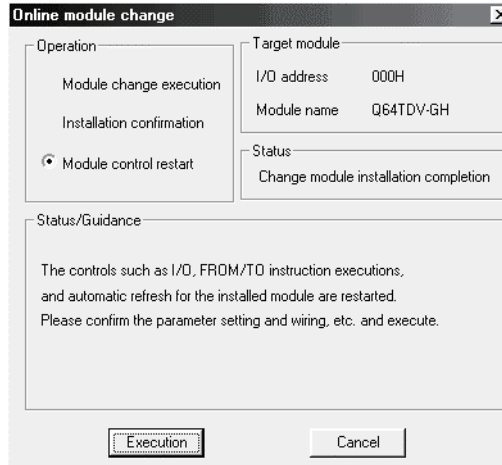 Online module change
Operation
Module change execution
Installation confirmation
Module control restart
Target module
I/O address 000H
Module name Q64TDV-GH
Status
Change module installation completion
Status/Guidance
The controls such as I/O, FROM/TO instruction executions,
and automatic refresh for the installed module are restarted.
Please confirm the parameter setting and wiring, etc. and execute.
Execution Cancel